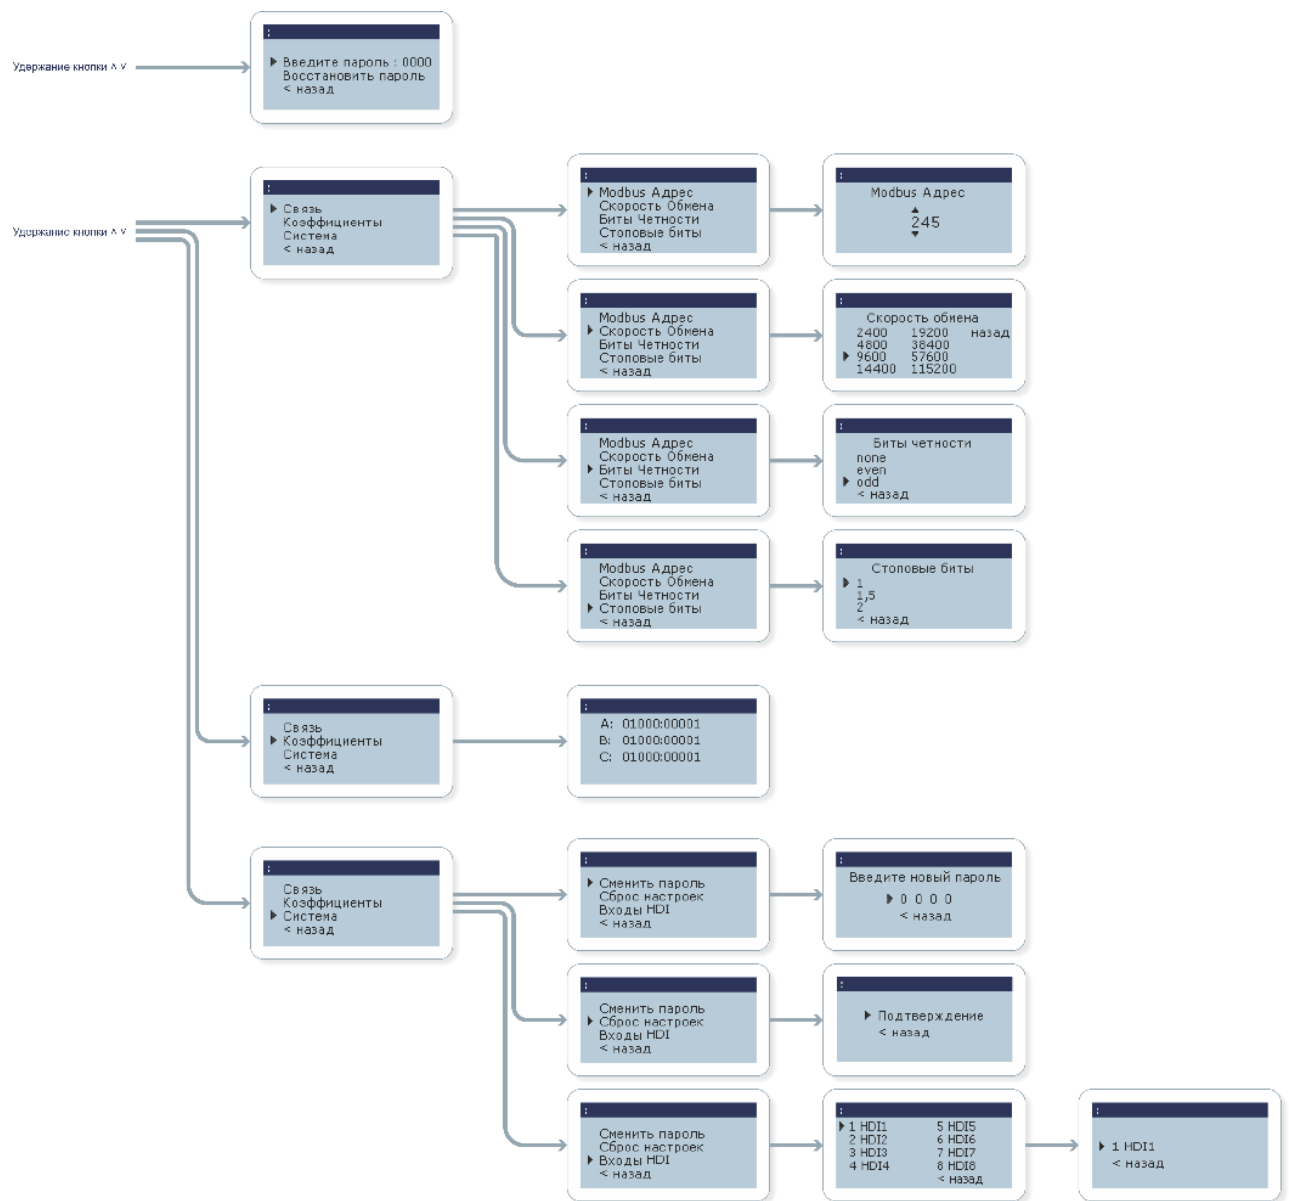 :
▶ Введите пароль : 0000
Восстановить пароль
< назад
Удержание кнопки ∧ ∨
Удержание кнопки ∧ ∨
:
▶ Связь
Коэффициенты
Система
< назад
:
▶ Modbus Адрес
Скорость Обмена
Биты Четности
Стоповые биты
< назад
:
Modbus Адрес
▲
245
▼
:
Modbus Адрес
▶ Скорость Обмена
Биты Четности
Стоповые биты
< назад
:
Скорость обмена
2400 19200 назад
4800 38400
▶ 9600 57600
14400 115200
:
Modbus Адрес
Скорость Обмена
▶ Биты Четности
Стоповые биты
< назад
:
Биты четности
none
even
▶ odd
< назад
:
Modbus Адрес
Скорость Обмена
Биты Четности
▶ Стоповые биты
< назад
:
Стоповые биты
▶ 1
1,5
2
< назад
:
Связь
▶ Коэффициенты
Система
< назад
:
A: 01000:00001
B: 01000:00001
C: 01000:00001
:
Связь
Коэффициенты
▶ Система
< назад
:
▶ Сменить пароль
Сброс настроек
Входы HDI
< назад
:
Введите новый пароль
▶ 0 0 0 0
< назад
:
Сменить пароль
▶ Сброс настроек
Входы HDI
< назад
:
▶ Подтверждение
< назад
:
Сменить пароль
Сброс настроек
▶ Входы HDI
< назад
:
▶ 1 HDI1 5 HDI5
2 HDI2 6 HDI6
3 HDI3 7 HDI7
4 HDI4 8 HDI8
< назад
:
▶ 1 HDI1
< назад